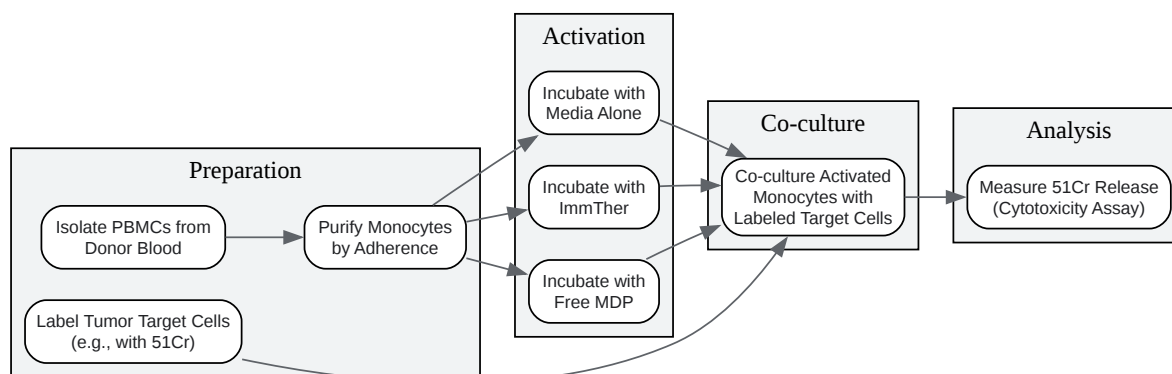 Preparation
Isolate PBMCs from
Donor Blood
Purify Monocytes
by Adherence
Label Tumor Target Cells
(e.g., with 51Cr)
Activation
Incubate with
Media Alone
Incubate with
ImmTher
Incubate with
Free MDP
Co-culture
Co-culture Activated
Monocytes with
Labeled Target Cells
Analysis
Measure 51Cr Release
(Cytotoxicity Assay)